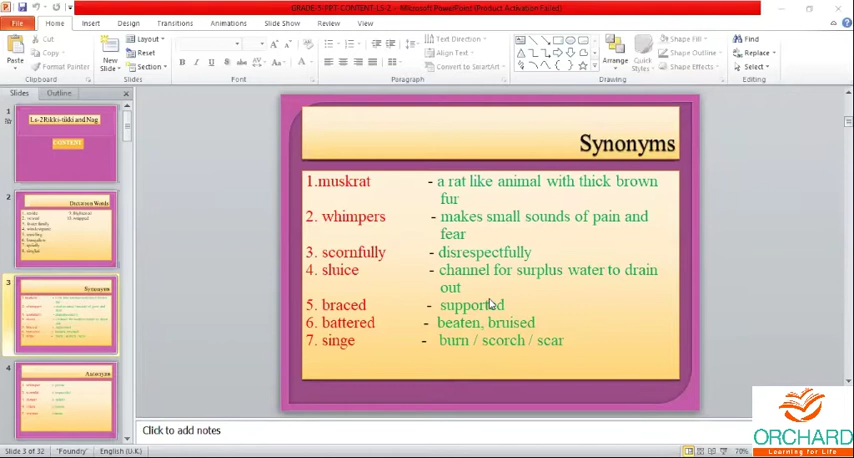 GRADE-5-PPT-CONTENT-LS-2 - Microsoft PowerPoint (Product Activation Failed)
File Home Insert Design Transitions Animations Slide Show Review View
Cut
Copy
Format Painter
Paste
Clipboard
New
Slide
Layout
Reset
Section
Slides
Font
Text Direction
Align Text
Convert to SmartArt
Paragraph
Arrange
Quick
Styles
Shape Fill
Shape Outline
Shape Effects
Drawing
Find
Replace
Select
Editing
Slides Outline
1
Ls-2Rikki-tikki and Nag
CONTENT
2
3
Synonyms
4
Antonyms
Synonyms
1.muskrat - a rat like animal with thick brown
fur
2. whimpers - makes small sounds of pain and
fear
3. scornfully - disrespectfully
4. sluice - channel for surplus water to drain
out
5. braced - supported
6. battered - beaten, bruised
7. singe - burn / scorch / scar
Click to add notes
Slide 3 of 32 "Foundry" English (U.K.) 70%
ORCHARD
Learning for Life